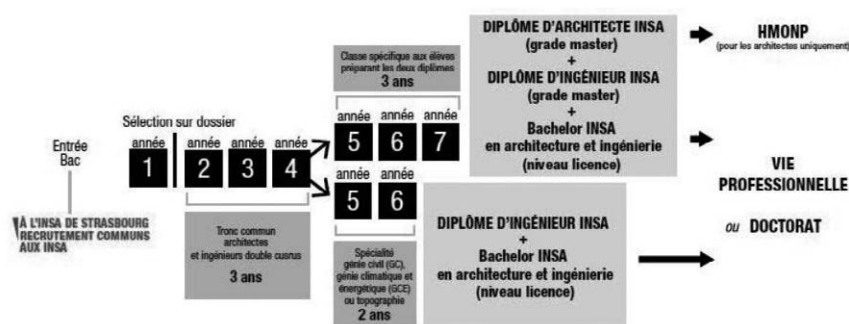 Entrée
Bac
À L'INSA DE STRASBOURG
RECRUTEMENT COMMUNS
AUX INSA
Sélection sur dossier
année
1
année
2
année
3
année
4
Tronc commun
architectes
et ingénieurs double cusrus
3 ans
Classe spécifique aux élèves
préparant les deux diplômes
3 ans
année
5
année
6
année
7
année
5
année
6
Spécialité
génie civil (GC),
génie climatique et
énergétique (GCE)
ou topographie
2 ans
DIPLÔME D'ARCHITECTE INSA
(grade master)
+
DIPLÔME D'INGÉNIEUR INSA
(grade master)
+
Bachelor INSA
en architecture et ingénierie
(niveau licence)
DIPLÔME D'INGÉNIEUR INSA
+
Bachelor INSA
en architecture et ingénierie
(niveau licence)
HMONP
(pour les architectes uniquement)
VIE
PROFESSIONNELLE
ou DOCTORAT